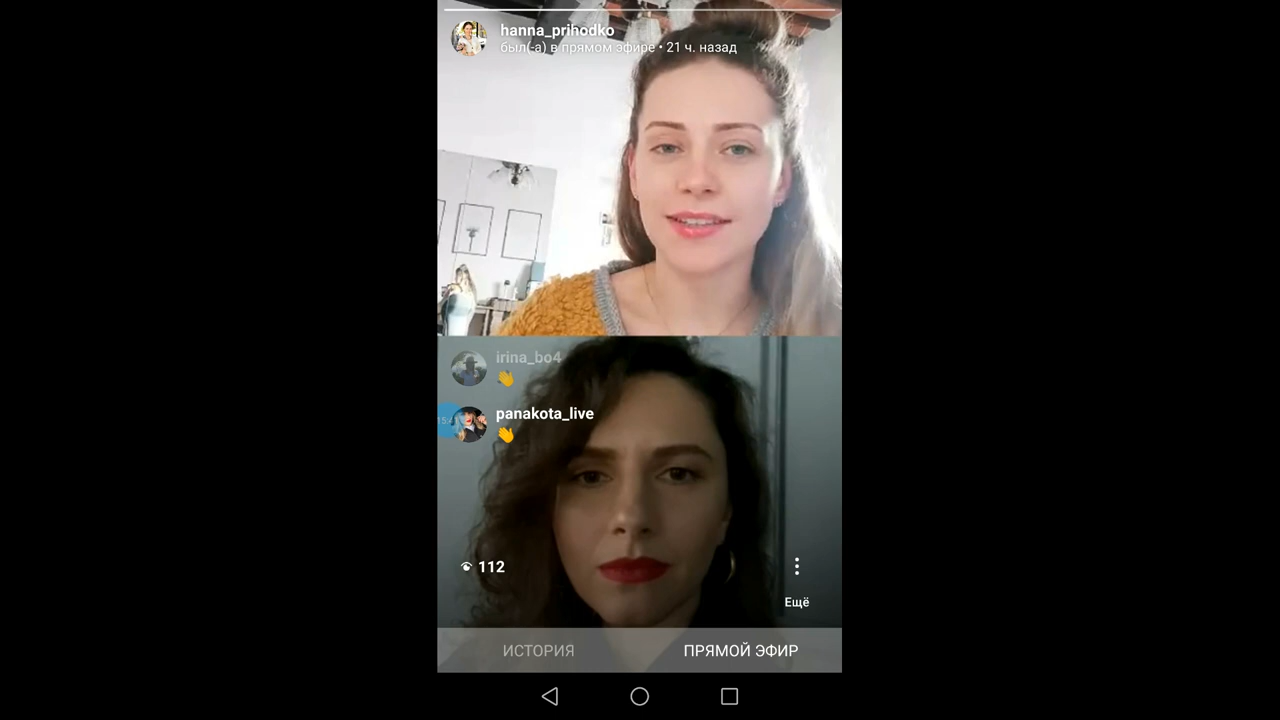 hanna_prihodko
был(-а) в прямом эфире • 21 ч. назад
irina_bo4
👏
panakota_live
👏
112
Ещё
ИСТОРИЯ
ПРЯМОЙ ЭФИР